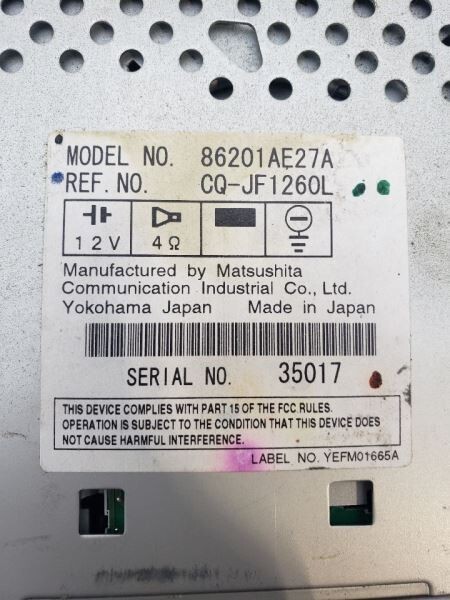 MODEL NO. 86201AE27A
REF. NO. CQ-JF1260L
12V 4Ω
Manufactured by Matsushita
Communication Industrial Co., Ltd.
Yokohama Japan Made in Japan
SERIAL NO. 35017
THIS DEVICE COMPLIES WITH PART 15 OF THE FCC RULES.
OPERATION IS SUBJECT TO THE CONDITION THAT THIS DEVICE DOES
NOT CAUSE HARMFUL INTERFERENCE.
LABEL NO. YEFM01665A